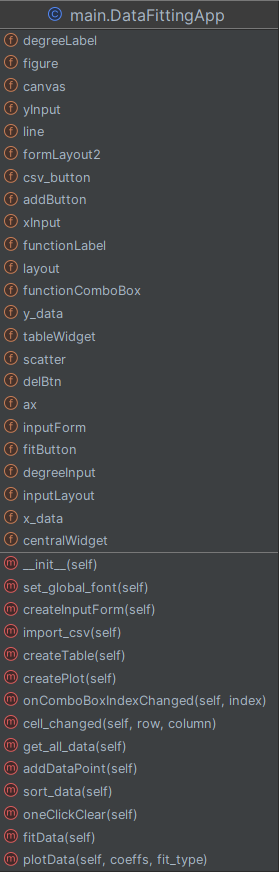 C main.DataFittingApp
f degreeLabel
f figure
f canvas
f yInput
f line
f formLayout2
f csv_button
f addButton
f xInput
f functionLabel
f layout
f functionComboBox
f y_data
f tableWidget
f scatter
f delBtn
f ax
f inputForm
f fitButton
f degreeInput
f inputLayout
f x_data
f centralWidget
m __init__(self)
m set_global_font(self)
m createInputForm(self)
m import_csv(self)
m createTable(self)
m createPlot(self)
m onComboBoxIndexChanged(self, index)
m cell_changed(self, row, column)
m get_all_data(self)
m addDataPoint(self)
m sort_data(self)
m oneClickClear(self)
m fitData(self)
m plotData(self, coeffs, fit_type)